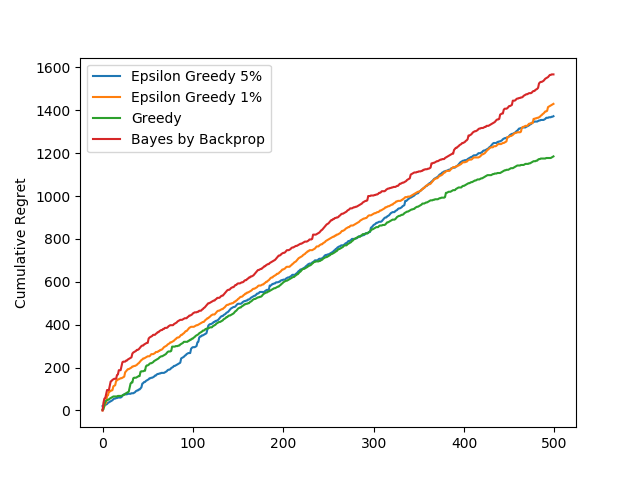 1600
1400
1200
1000
800
600
400
200
0
Cumulative Regret
Epsilon Greedy 5%
Epsilon Greedy 1%
Greedy
Bayes by Backprop
0 100 200 300 400 500